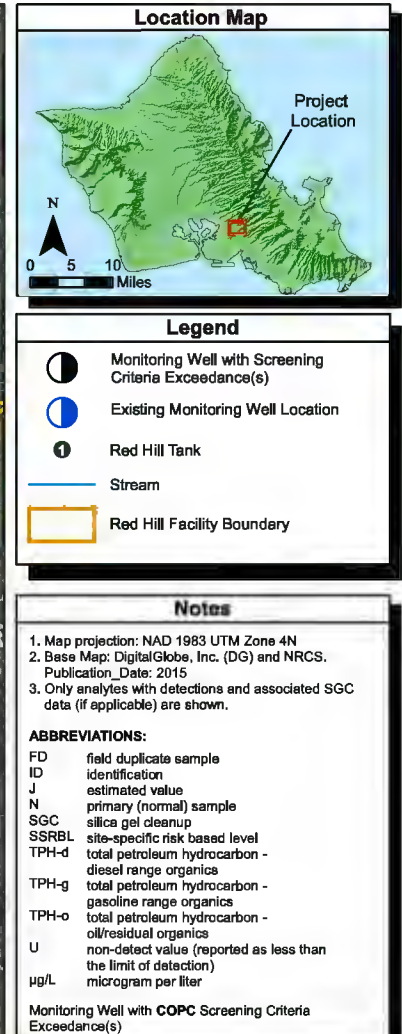 Location Map
Project
Location
N
0 5 10
Miles
Legend
Monitoring Well with Screening
Criteria Exceedance(s)
Existing Monitoring Well Location
1 Red Hill Tank
Stream
Red Hill Facility Boundary
Notes
1. Map projection: NAD 1983 UTM Zone 4N
2. Base Map: DigitalGlobe, Inc. (DG) and NRCS.
Publication_Date: 2015
3. Only analytes with detections and associated SGC
data (if applicable) are shown.
ABBREVIATIONS:
FD field duplicate sample
ID identification
J estimated value
N primary (normal) sample
SGC silica gel cleanup
SSRBL site-specific risk based level
TPH-d total petroleum hydrocarbon -
diesel range organics
TPH-g total petroleum hydrocarbon -
gasoline range organics
TPH-o total petroleum hydrocarbon -
oil/residual organics
U non-detect value (reported as less than
the limit of detection)
µg/L microgram per liter
Monitoring Well with COPC Screening Criteria
Exceedance(s)